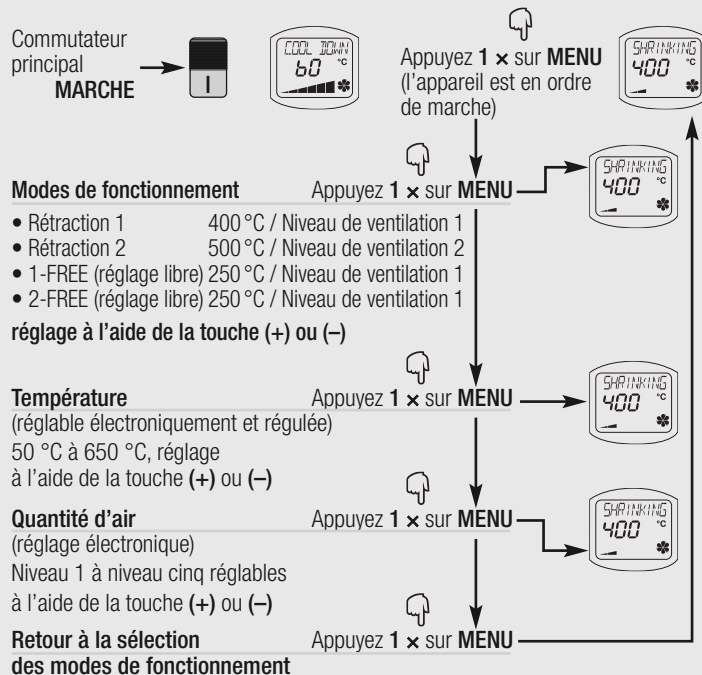 Commutateur
principal
MARCHE
I
COOL DOWN
60 °C
Appuyez 1 × sur MENU
(l'appareil est en ordre
de marche)
SHRINKING
400 °C
Modes de fonctionnement Appuyez 1 × sur MENU
SHRINKING
400 °C
• Rétraction 1 400 °C / Niveau de ventilation 1
• Rétraction 2 500 °C / Niveau de ventilation 2
• 1-FREE (réglage libre) 250 °C / Niveau de ventilation 1
• 2-FREE (réglage libre) 250 °C / Niveau de ventilation 1
réglage à l'aide de la touche (+) ou (–)
Température Appuyez 1 × sur MENU
SHRINKING
400 °C
(réglable électroniquement et régulée)
50 °C à 650 °C, réglage
à l'aide de la touche (+) ou (–)
Quantité d'air Appuyez 1 × sur MENU
SHRINKING
400 °C
(réglage électronique)
Niveau 1 à niveau cinq réglables
à l'aide de la touche (+) ou (–)
Retour à la sélection Appuyez 1 × sur MENU
des modes de fonctionnement